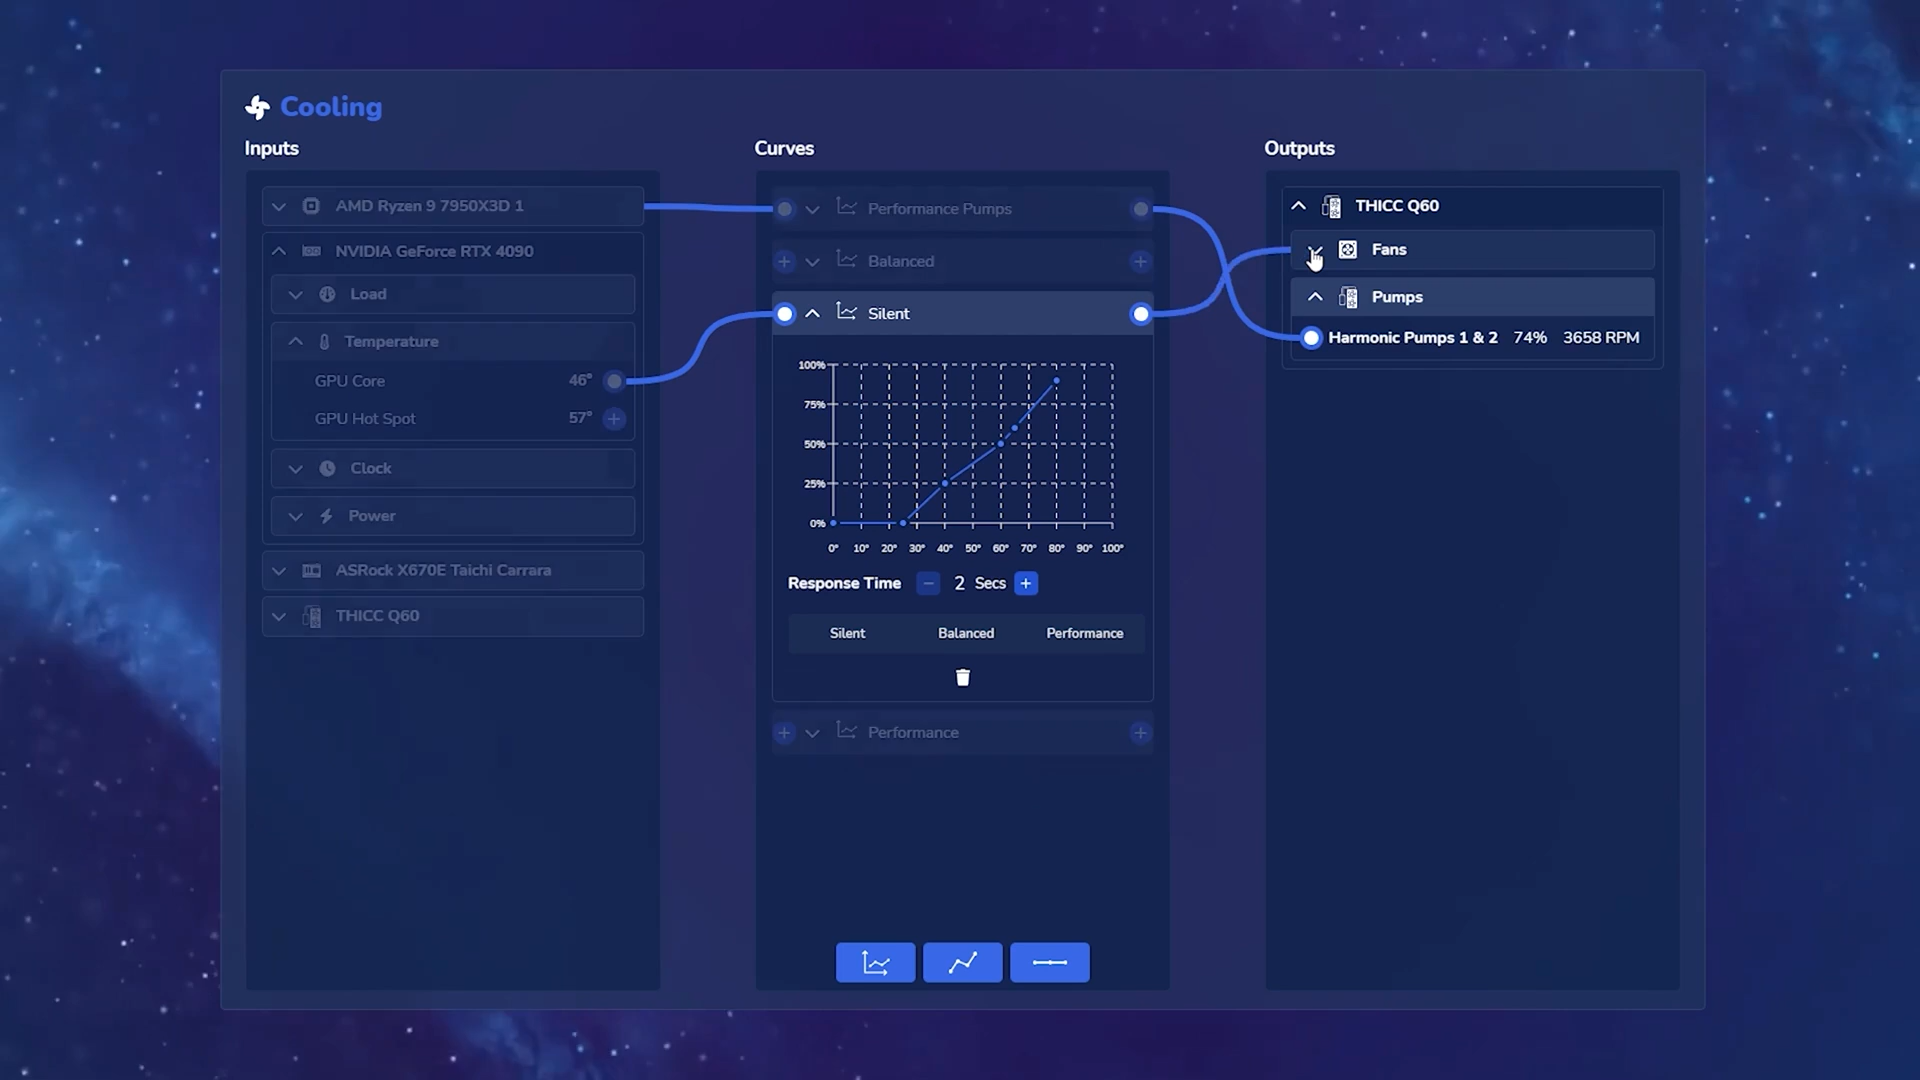 Cooling
Inputs
AMD Ryzen 9 7950X3D 1
NVIDIA GeForce RTX 4090
Load
Temperature
GPU Core 46°
GPU Hot Spot 57°
Clock
Power
ASRock X670E Taichi Carrara
THICC Q60
Curves
Performance Pumps
Balanced
Silent
100%
75%
50%
25%
0%
0° 10° 20° 30° 40° 50° 60° 70° 80° 90° 100°
Response Time 2 Secs
Silent Balanced Performance
Performance
Outputs
THICC Q60
Fans
Pumps
Harmonic Pumps 1 & 2 74% 3658 RPM